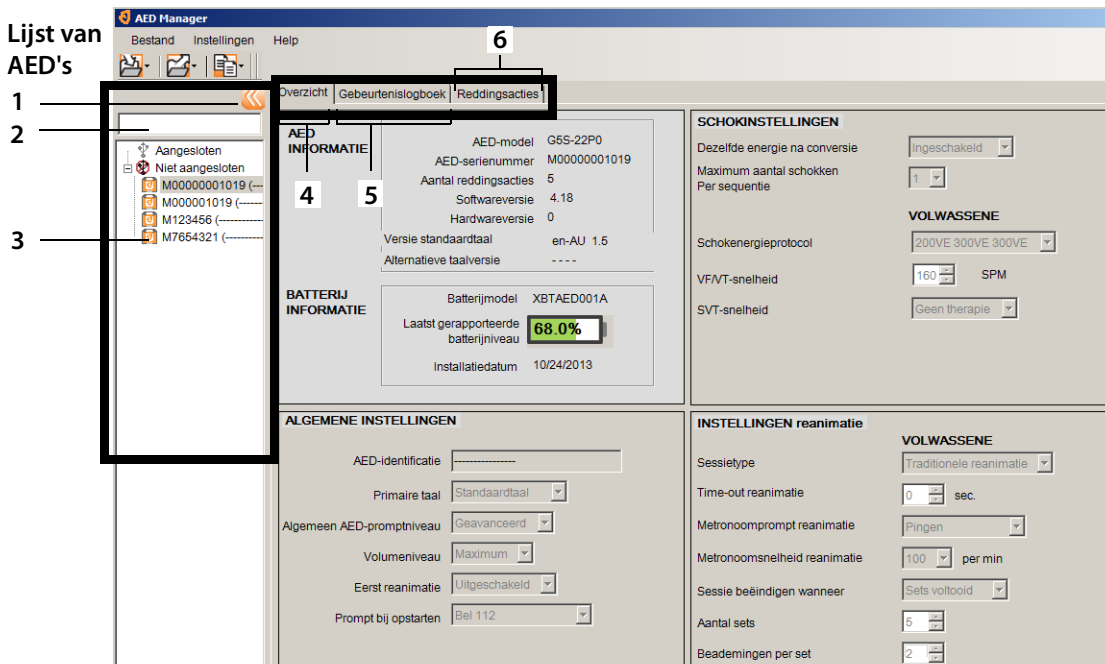 AED Manager
Bestand Instellingen Help
Lijst van
AED's
1
2
3
4
5
6
Overzicht Gebeurtenislogboek Reddingsacties
Aangesloten
Niet aangesloten
M00000001019 (---
M000001019 (------
M123456 (-----------
M7654321 (----------
AED
INFORMATIE
AED-model G5S-22P0
AED-serienummer M00000001019
Aantal reddingsacties 5
Softwareversie 4.18
Hardwareversie 0
Versie standaardtaal en-AU 1.5
Alternatieve taalversie ----
BATTERIJ
INFORMATIE
Batterijmodel XBTAED001A
Laatst gerapporteerde
batterijniveau
68.0%
Installatiedatum 10/24/2013
SCHOKINSTELLINGEN
Dezelfde energie na conversie Ingeschakeld
Maximum aantal schokken
Per sequentie
1
VOLWASSENE
Schokenergieprotocol 200VE 300VE 300VE
VF/VT-snelheid 160 SPM
SVT-snelheid Geen therapie
ALGEMENE INSTELLINGEN
AED-identificatie ----------------
Primaire taal Standaardtaal
Algemeen AED-promptniveau Geavanceerd
Volumeniveau Maximum
Eerst reanimatie Uitgeschakeld
Prompt bij opstarten Bel 112
INSTELLINGEN reanimatie
VOLWASSENE
Sessietype Traditionele reanimatie
Time-out reanimatie 0 sec.
Metronoomprompt reanimatie Pingen
Metronoomsnelheid reanimatie 100 per min
Sessie beëindigen wanneer Sets voltooid
Aantal sets 5
Beademingen per set 2